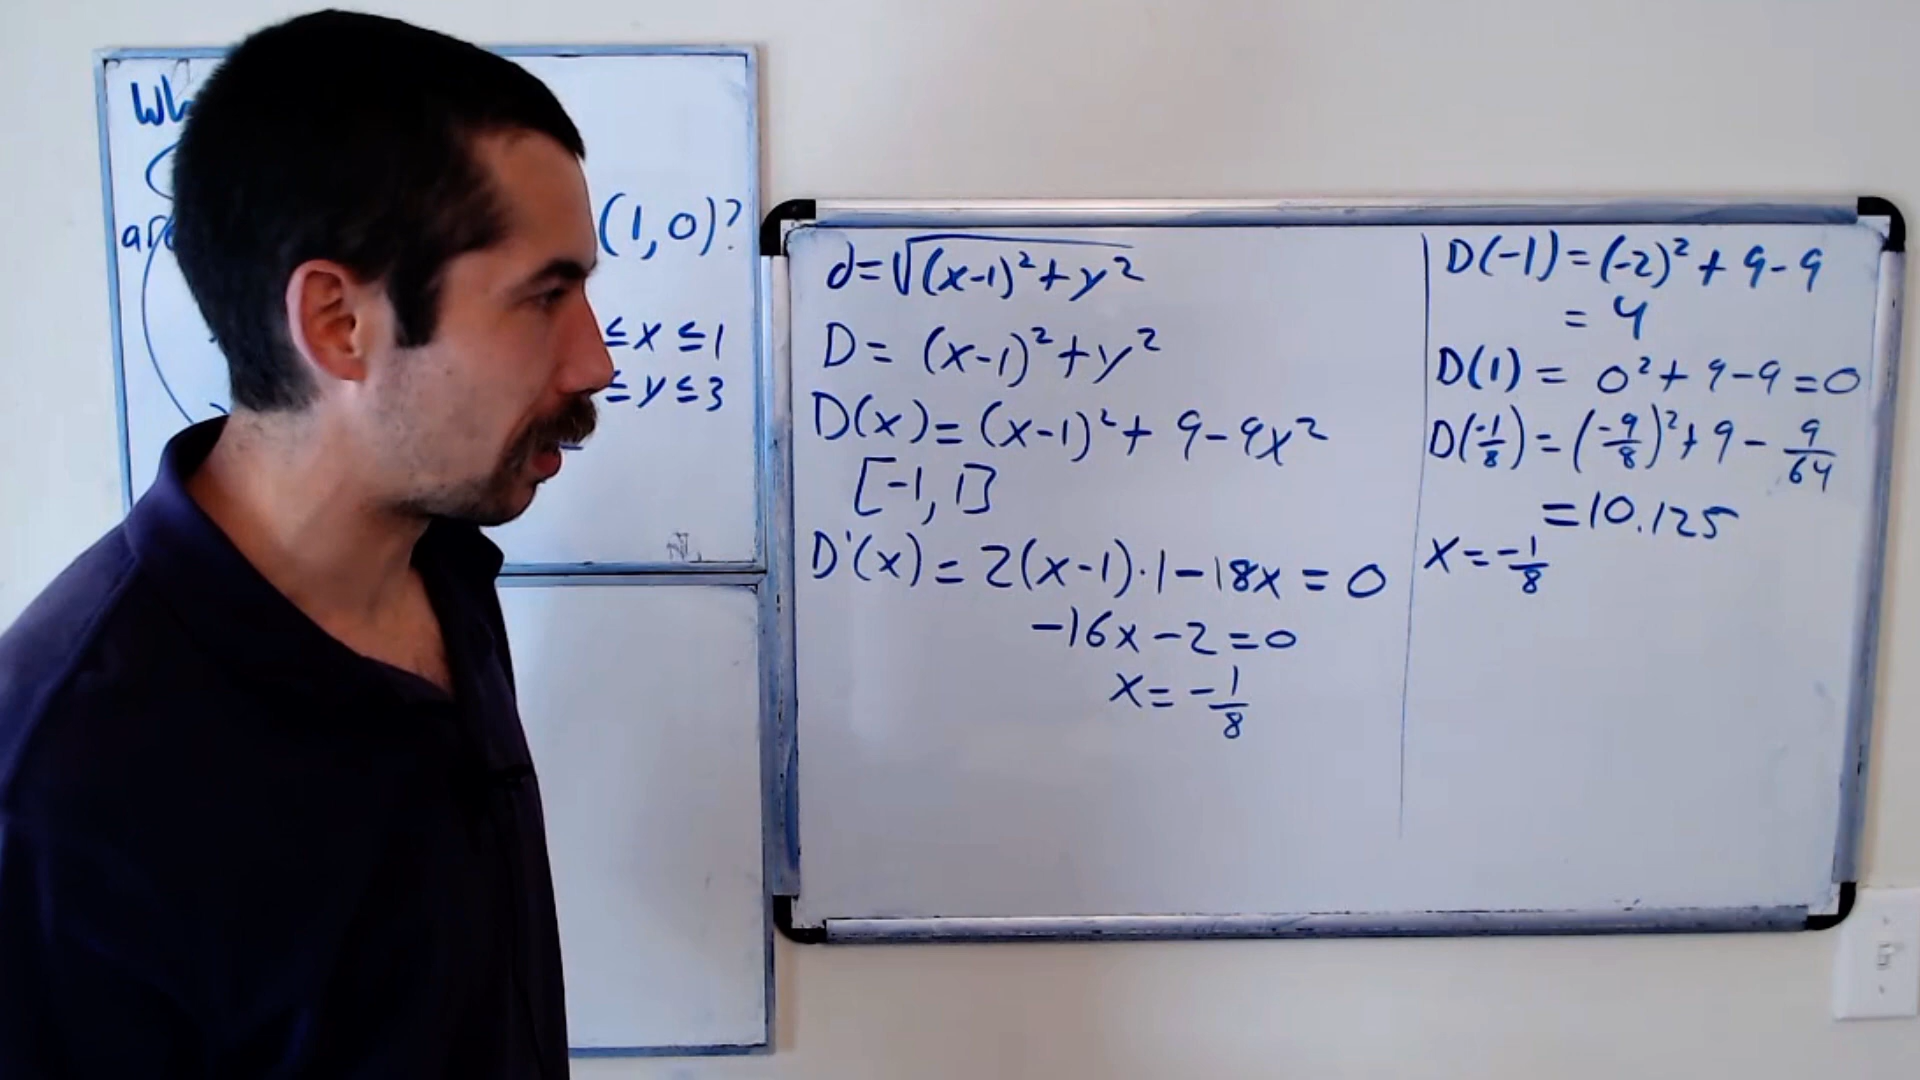 (1,0)?
≤x≤1
≤y≤3
d=√((x-1)²+y²)
D=(x-1)²+y²
D(x)=(x-1)²+9-9x²
[-1,1]
D'(x)=2(x-1)·1-18x=0
-16x-2=0
x=-1/8
D(-1)=(-2)²+9-9
=4
D(1)=0²+9-9=0
D(-1/8)=(-9/8)²+9-9/64
=10.125
x=-1/8